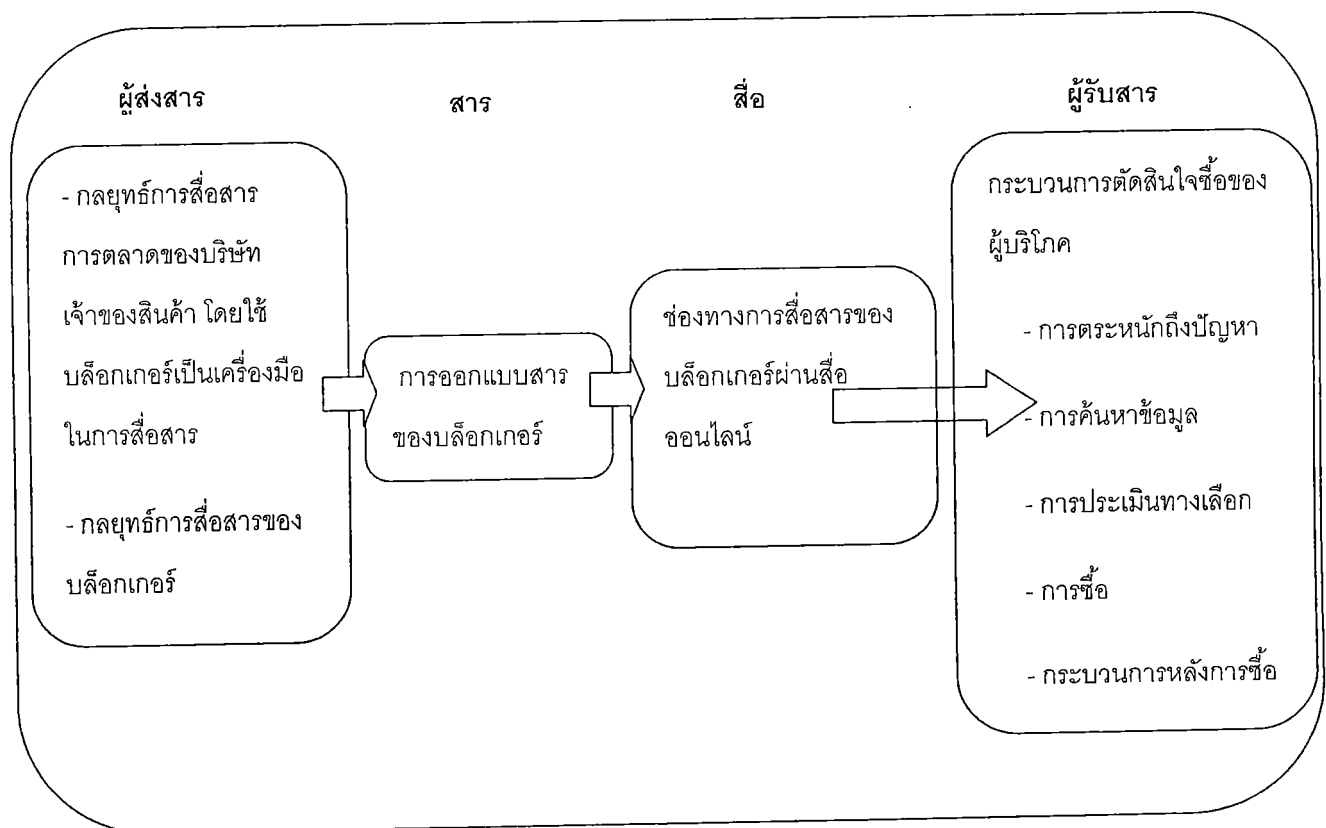 ผู้ส่งสาร
สาร
สื่อ
ผู้รับสาร
- กลยุทธ์การสื่อสาร
การตลาดของบริษัท
เจ้าของสินค้า โดยใช้
บล็อกเกอร์เป็นเครื่องมือ
ในการสื่อสาร
- กลยุทธ์การสื่อสารของ
บล็อกเกอร์
การออกแบบสาร
ของบล็อกเกอร์
ช่องทางการสื่อสารของ
บล็อกเกอร์ผ่านสื่อ
ออนไลน์
กระบวนการตัดสินใจซื้อของ
ผู้บริโภค
- การตระหนักถึงปัญหา
- การค้นหาข้อมูล
- การประเมินทางเลือก
- การซื้อ
- กระบวนการหลังการซื้อ